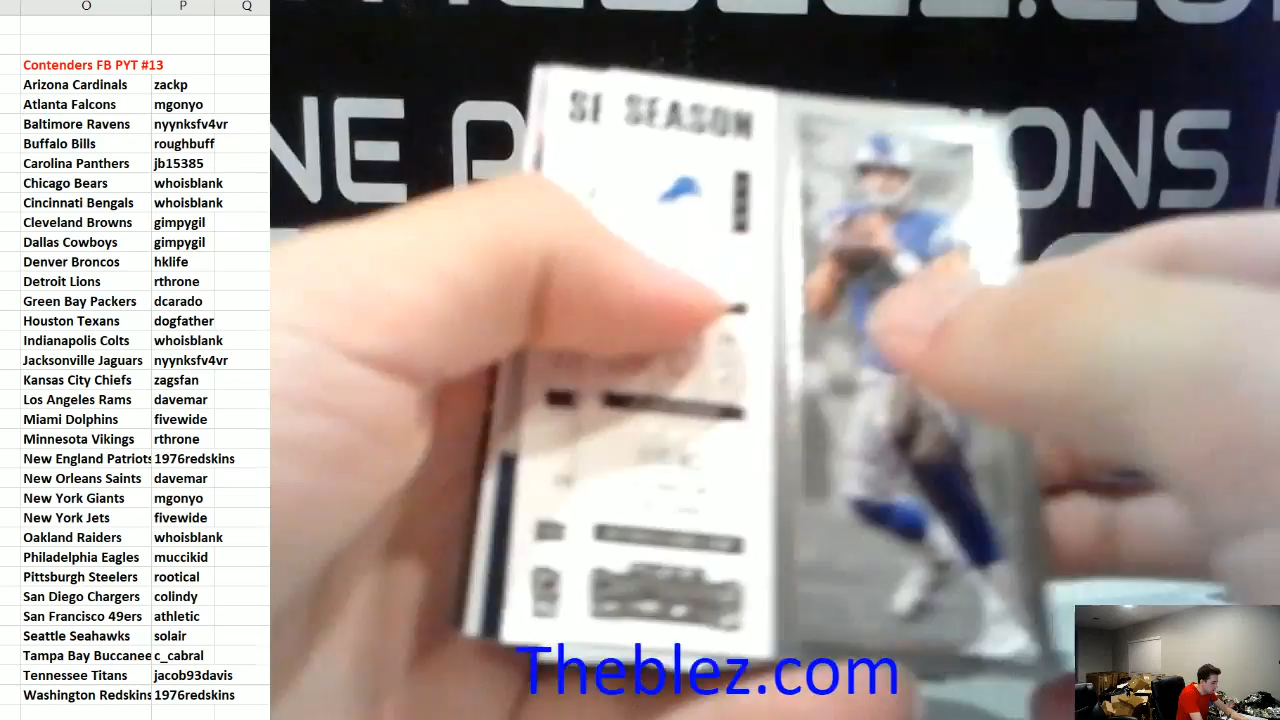 O P Q
Contenders FB PYT #13
Arizona Cardinals zackp
Atlanta Falcons mgonyo
Baltimore Ravens nyynksfv4vr
Buffalo Bills roughbuff
Carolina Panthers jb15385
Chicago Bears whoisblank
Cincinnati Bengals whoisblank
Cleveland Browns gimpygil
Dallas Cowboys gimpygil
Denver Broncos hklife
Detroit Lions rthrone
Green Bay Packers dcarado
Houston Texans dogfather
Indianapolis Colts whoisblank
Jacksonville Jaguars nyynksfv4vr
Kansas City Chiefs zagsfan
Los Angeles Rams davemar
Miami Dolphins fivewide
Minnesota Vikings rthrone
New England Patriots 1976redskins
New Orleans Saints davemar
New York Giants mgonyo
New York Jets fivewide
Oakland Raiders whoisblank
Philadelphia Eagles muccikid
Pittsburgh Steelers rootical
San Diego Chargers colindy
San Francisco 49ers athletic
Seattle Seahawks solair
Tampa Bay Buccanee c_cabral
Tennessee Titans jacob93davis
Washington Redskins 1976redskins
SE SEASON
Theblez.com